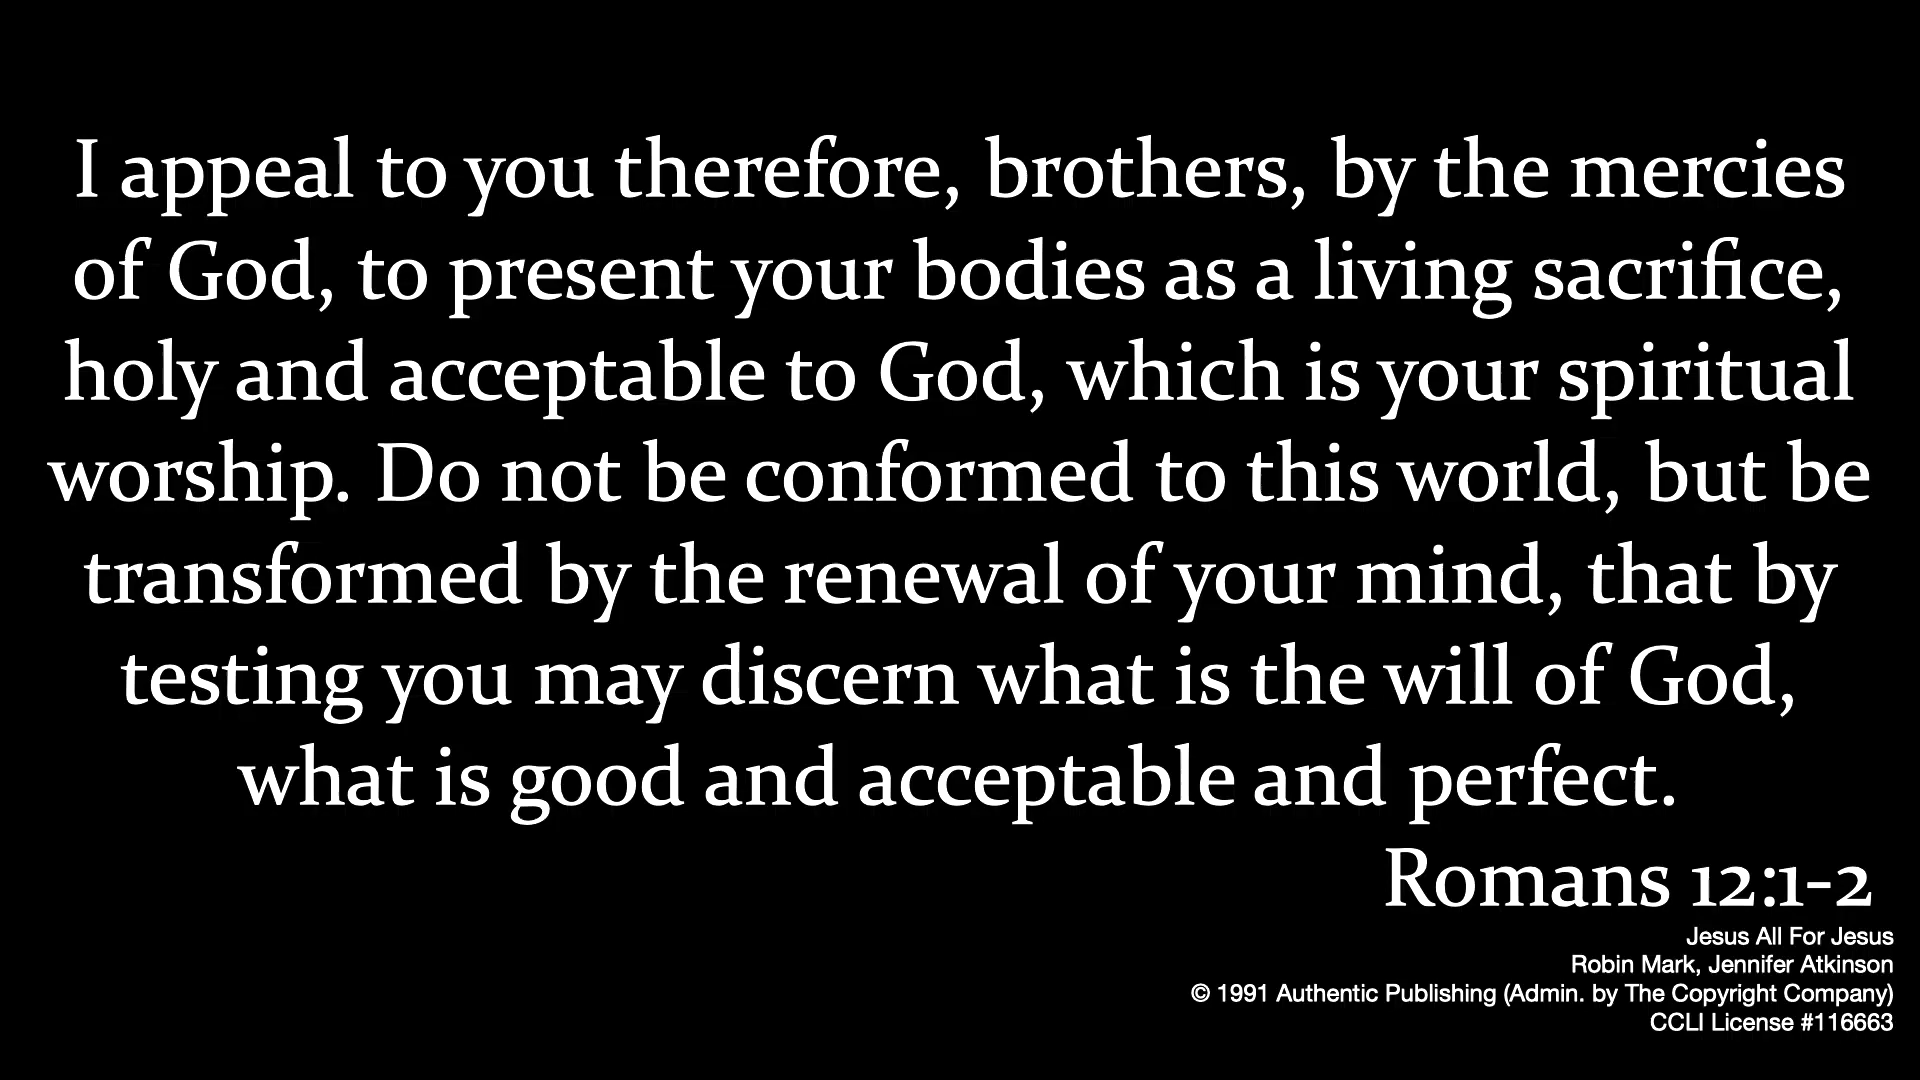 I appeal to you therefore, brothers, by the mercies
of God, to present your bodies as a living sacrifice,
holy and acceptable to God, which is your spiritual
worship. Do not be conformed to this world, but be
transformed by the renewal of your mind, that by
testing you may discern what is the will of God,
what is good and acceptable and perfect.
Romans 12:1-2
Jesus All For Jesus
Robin Mark, Jennifer Atkinson
© 1991 Authentic Publishing (Admin. by The Copyright Company)
CCLI License #116663